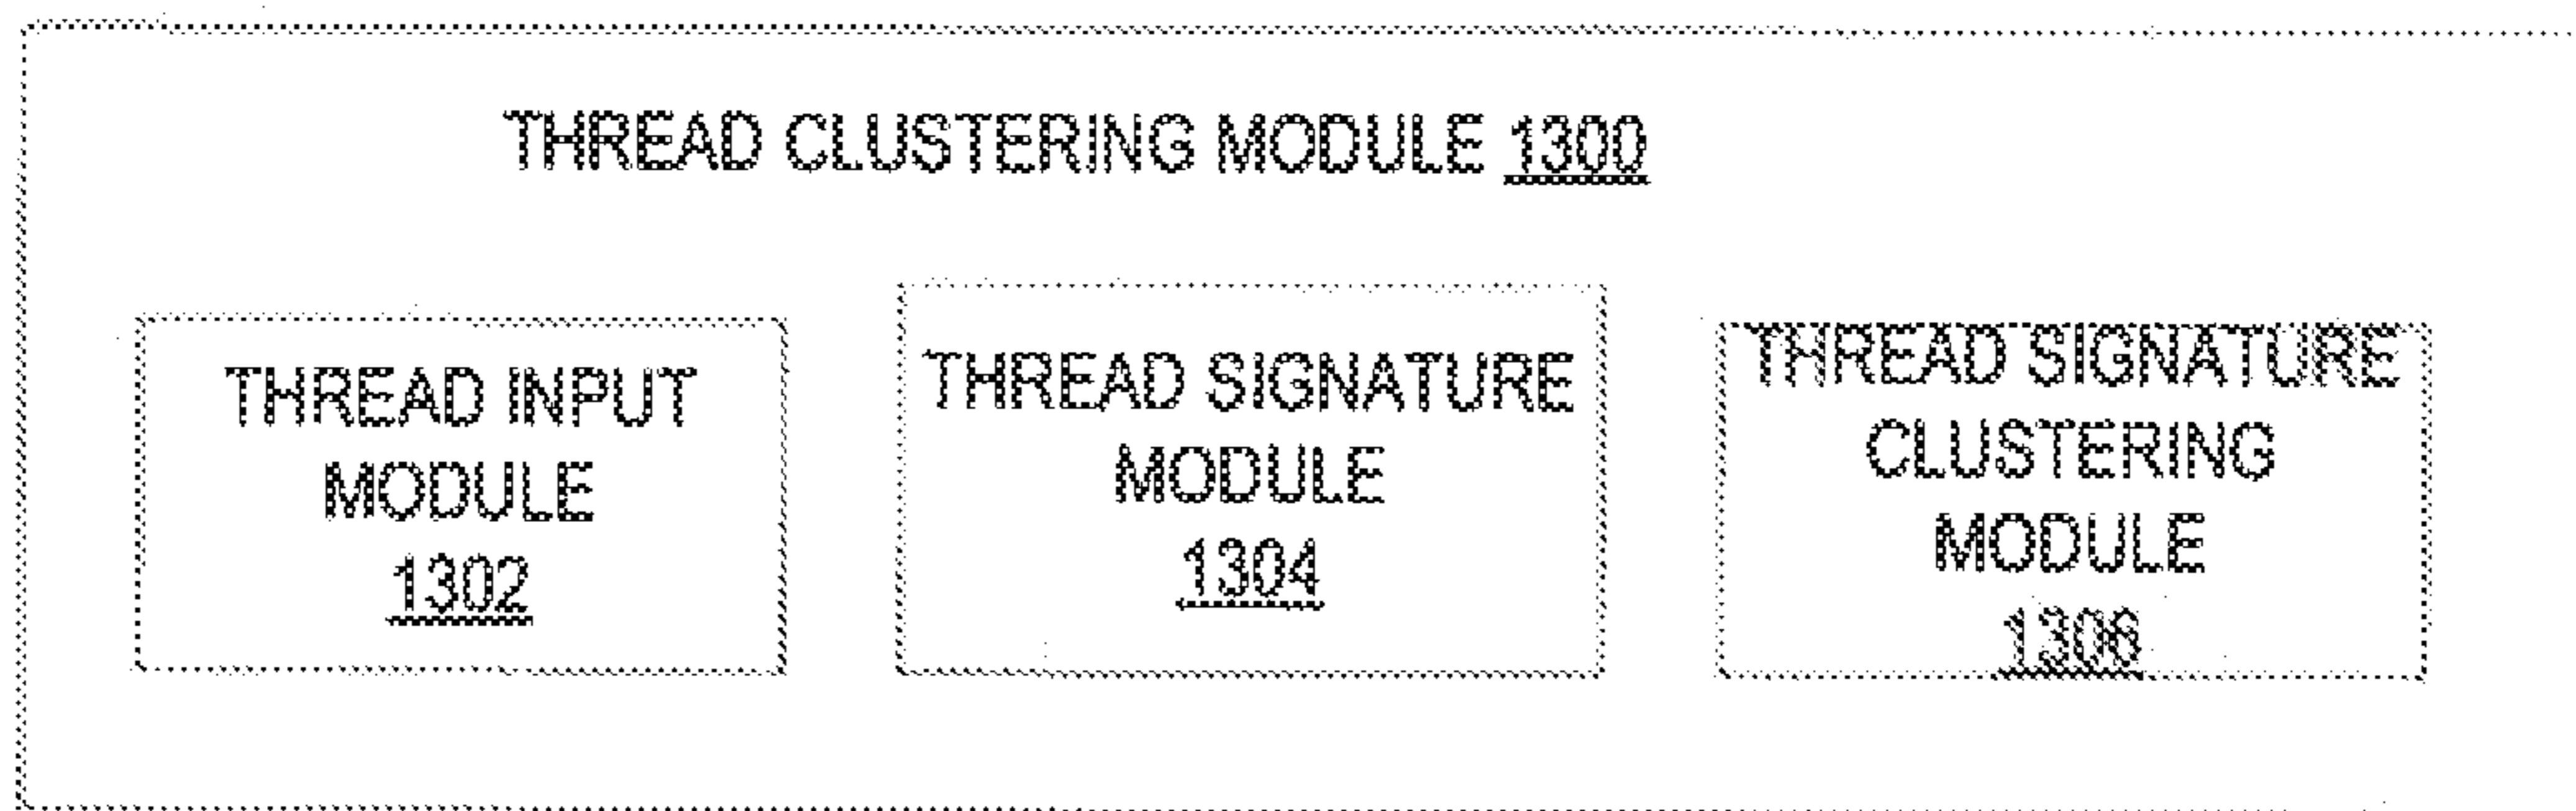 THREAD CLUSTERING MODULE 1300
THREAD INPUT
MODULE
1302
THREAD SIGNATURE
MODULE
1304
THREAD SIGNATURE
CLUSTERING
MODULE
1306